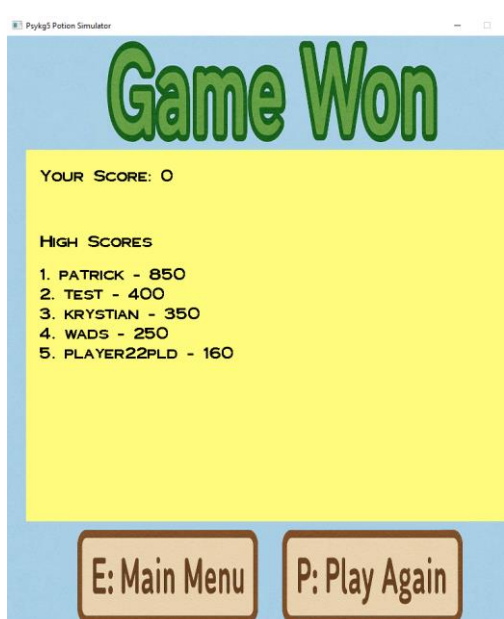 Psykg5 Potion Simulator
Game Won
YOUR SCORE: 0
HIGH SCORES
1. PATRICK - 850
2. TEST - 400
3. KRYSTIAN - 350
4. WADS - 250
5. PLAYER22PLD - 160
E: Main Menu
P: Play Again